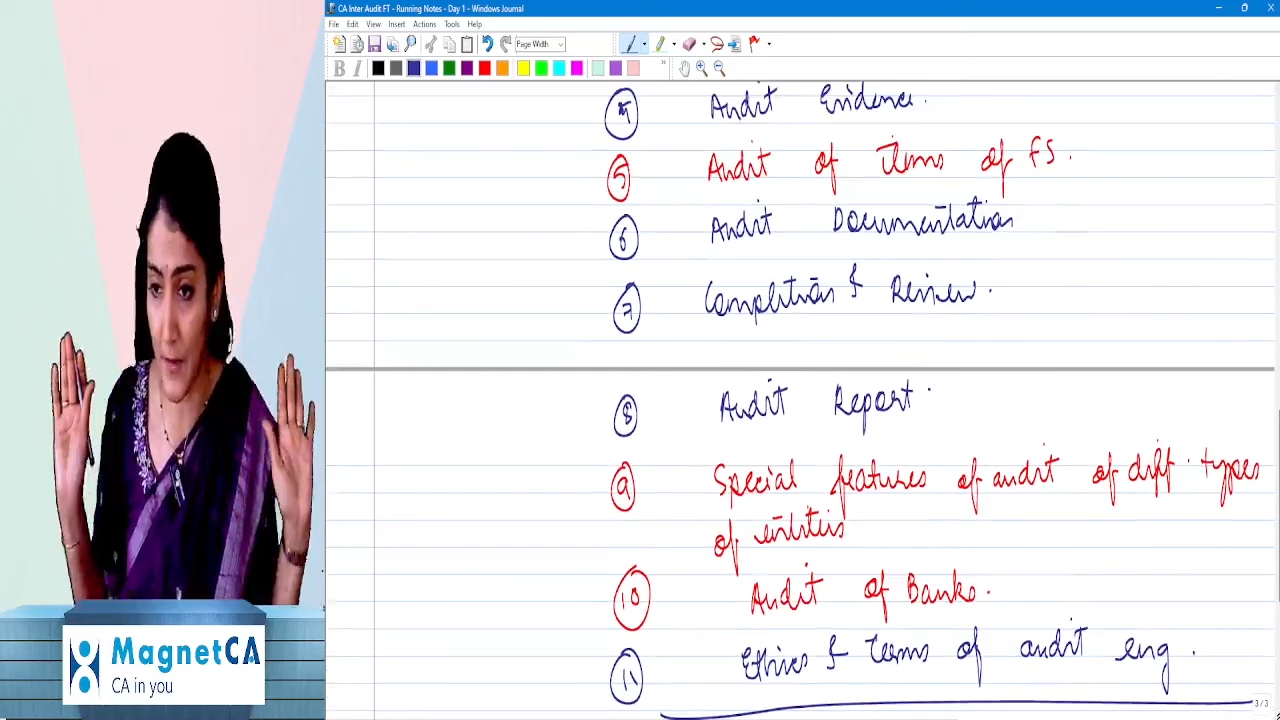 CA Inter Audit FT - Running Notes - Day 1 - Windows Journal
File Edit View Insert Actions Tools Help
Page Width
B I
4 Audit Evidence.
5 Audit of items of FS.
6 Audit Documentation
7 Completion & Review.
8 Audit Report.
9 Special features of audit of diff. types
of entities
10 Audit of Banks.
11 Ethics & terms of audit eng.
3/3
MagnetCA
CA in you